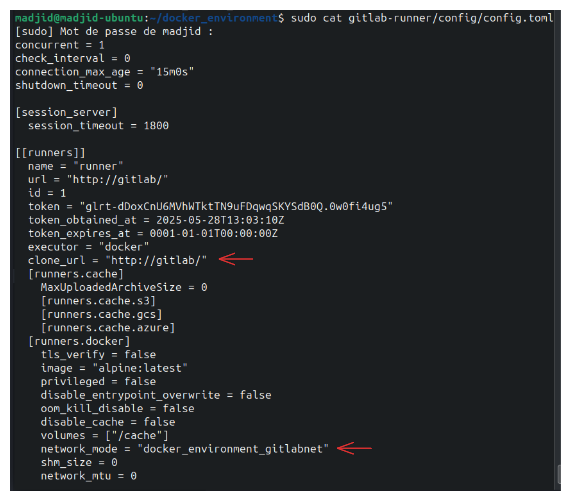 madjid@madjid-ubuntu:~/docker_environment$ sudo cat gitlab-runner/config/config.toml
[sudo] Mot de passe de madjid :
concurrent = 1
check_interval = 0
connection_max_age = "15m0s"
shutdown_timeout = 0

[session_server]
  session_timeout = 1800

[[runners]]
  name = "runner"
  url = "http://gitlab/"
  id = 1
  token = "glrt-dDoxCnU6MVhWTktTN9uFDqwqSKYSdB0Q.0w0fi4ug5"
  token_obtained_at = 2025-05-28T13:03:10Z
  token_expires_at = 0001-01-01T00:00:00Z
  executor = "docker"
  clone_url = "http://gitlab/"
  [runners.cache]
    MaxUploadedArchiveSize = 0
    [runners.cache.s3]
    [runners.cache.gcs]
    [runners.cache.azure]
  [runners.docker]
    tls_verify = false
    image = "alpine:latest"
    privileged = false
    disable_entrypoint_overwrite = false
    oom_kill_disable = false
    disable_cache = false
    volumes = ["/cache"]
    network_mode = "docker_environment_gitlabnet"
    shm_size = 0
    network_mtu = 0